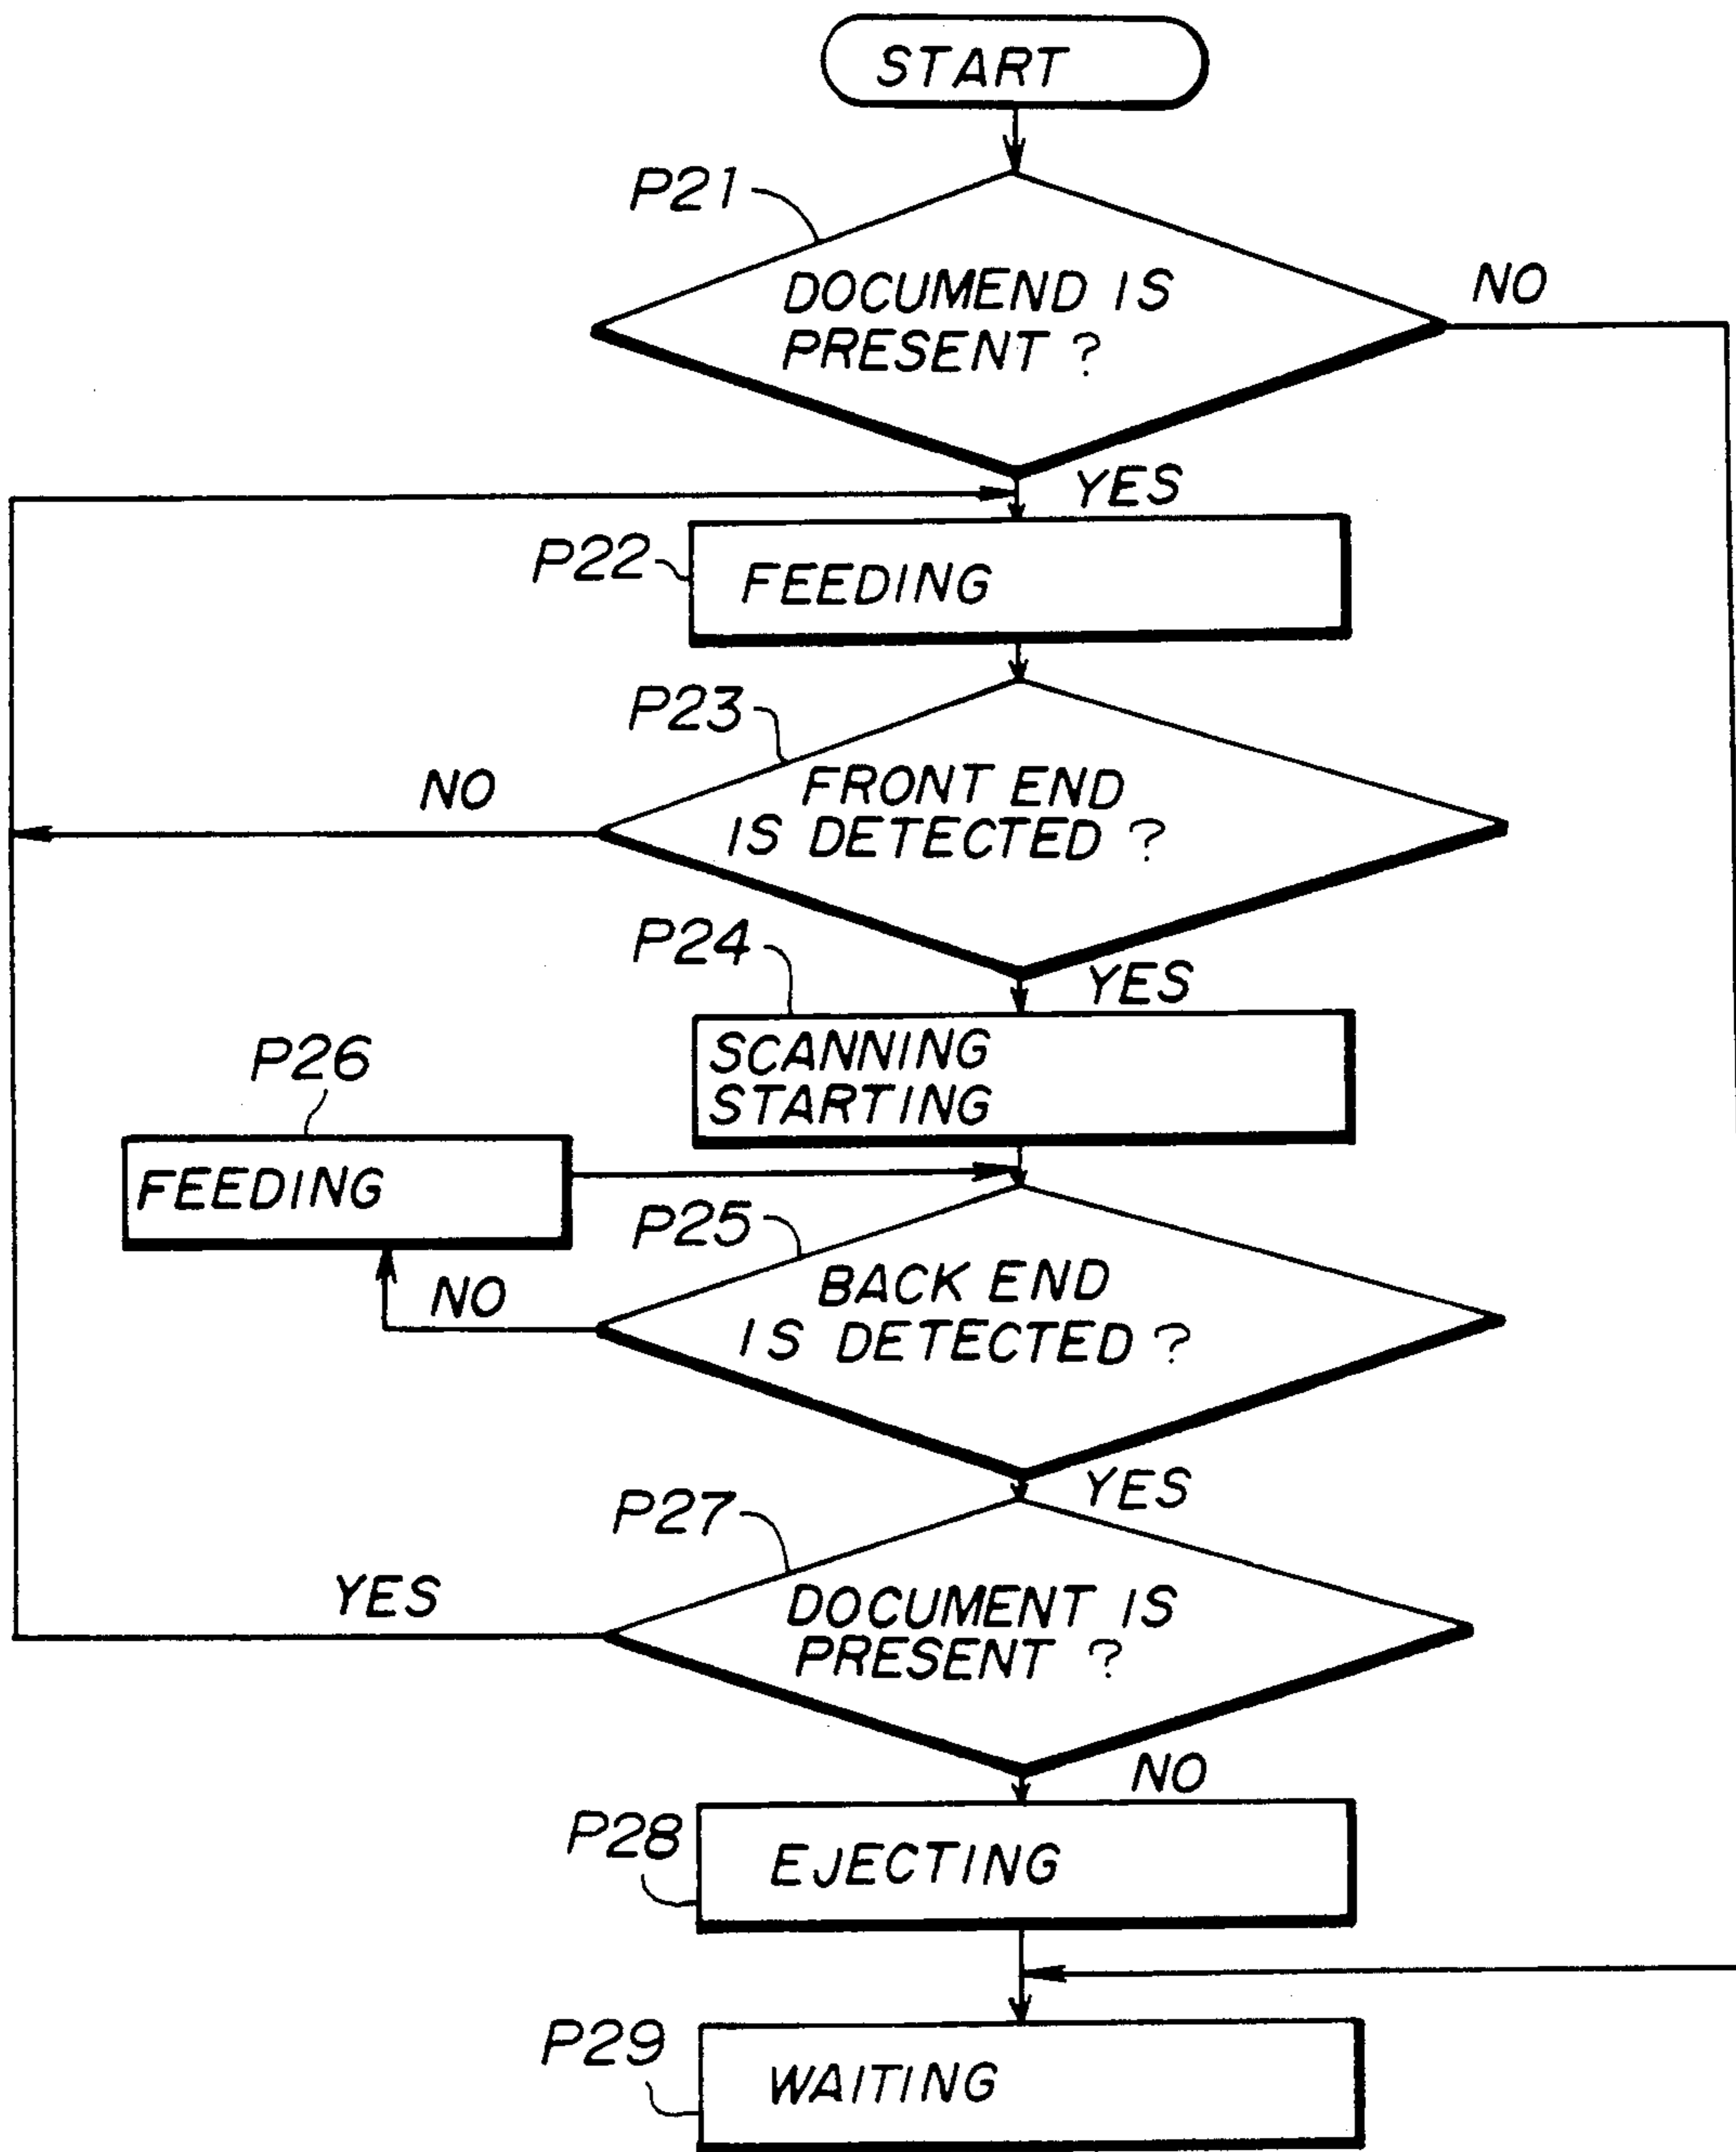 START
P21
DOCUMEND IS
PRESENT ?
NO
YES
P22
FEEDING
P23
FRONT END
IS DETECTED ?
NO
P24
YES
SCANNING
STARTING
P26
FEEDING
P25
BACK END
IS DETECTED ?
NO
YES
P27
DOCUMENT IS
PRESENT ?
YES
NO
P28
EJECTING
P29
WAITING